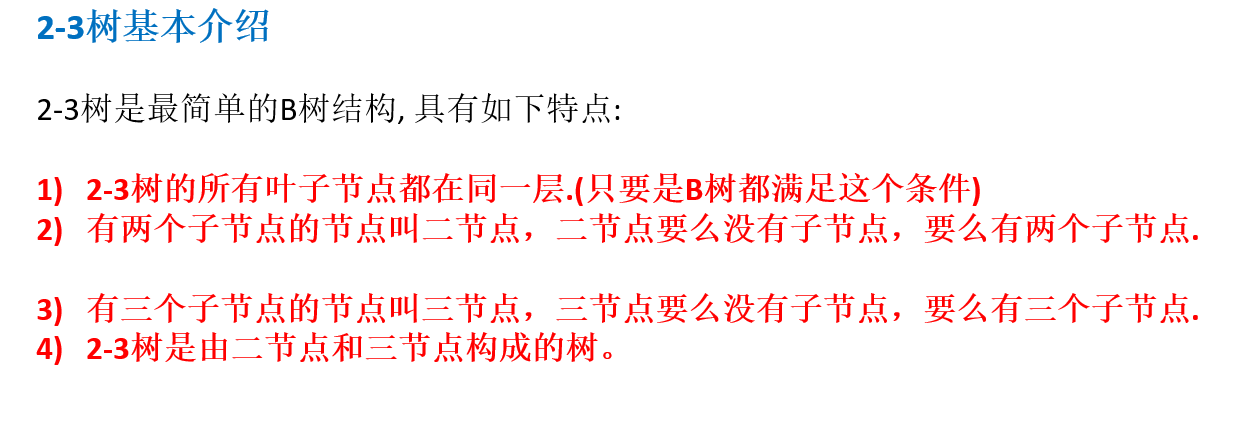 2-3树基本介绍
2-3树是最简单的B树结构, 具有如下特点:
1) 2-3树的所有叶子节点都在同一层.(只要是B树都满足这个条件)
2) 有两个子节点的节点叫二节点，二节点要么没有子节点，要么有两个子节点.
3) 有三个子节点的节点叫三节点，三节点要么没有子节点，要么有三个子节点.
4) 2-3树是由二节点和三节点构成的树。